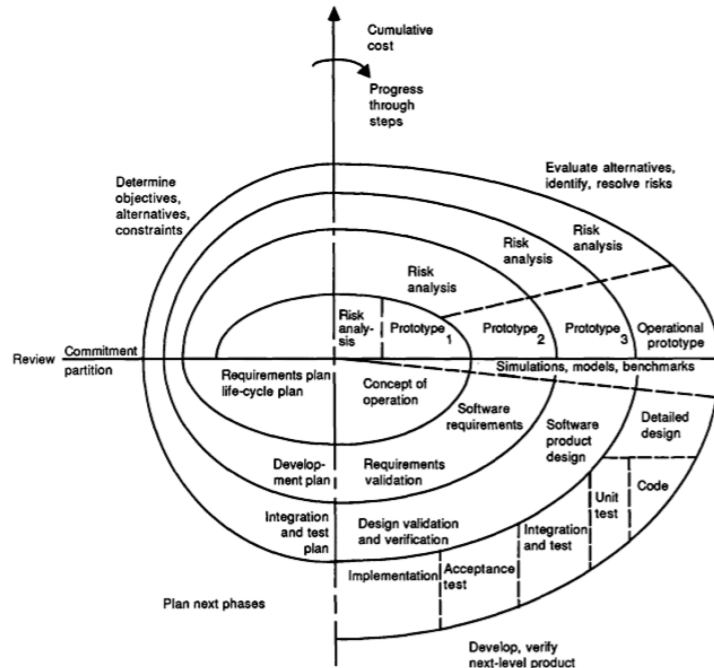 Cumulative
cost
Progress
through
steps
Evaluate alternatives,
identify, resolve risks
Determine
objectives,
alternatives,
constraints
Risk
analysis
Risk
analysis
Risk
analysis
Risk
analy-
sis
Prototype 1
Prototype 2
Prototype 3
Operational
prototype
Review
Commitment
partition
Simulations, models, benchmarks
Requirements plan
life-cycle plan
Concept of
operation
Software
requirements
Software
product
design
Detailed
design
Develop-
ment plan
Requirements
validation
Code
Unit
test
Integration
and test
plan
Design validation
and verification
Integration
and test
Acceptance
test
Implementation
Plan next phases
Develop, verify
next-level product